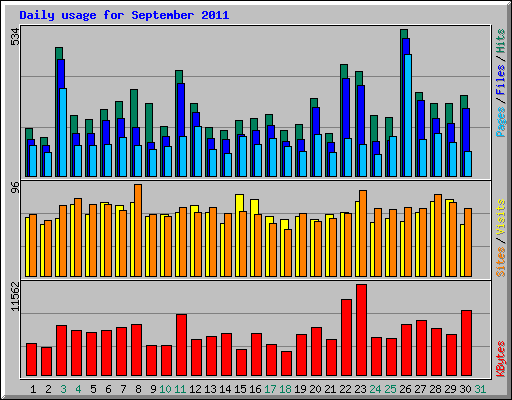 Daily usage for September 2011
534
Pages / Files / Hits
96
Sites / Visits
11562
KBytes
1 2 3 4 5 6 7 8 9 10 11 12 13 14 15 16 17 18 19 20 21 22 23 24 25 26 27 28 29 30 31